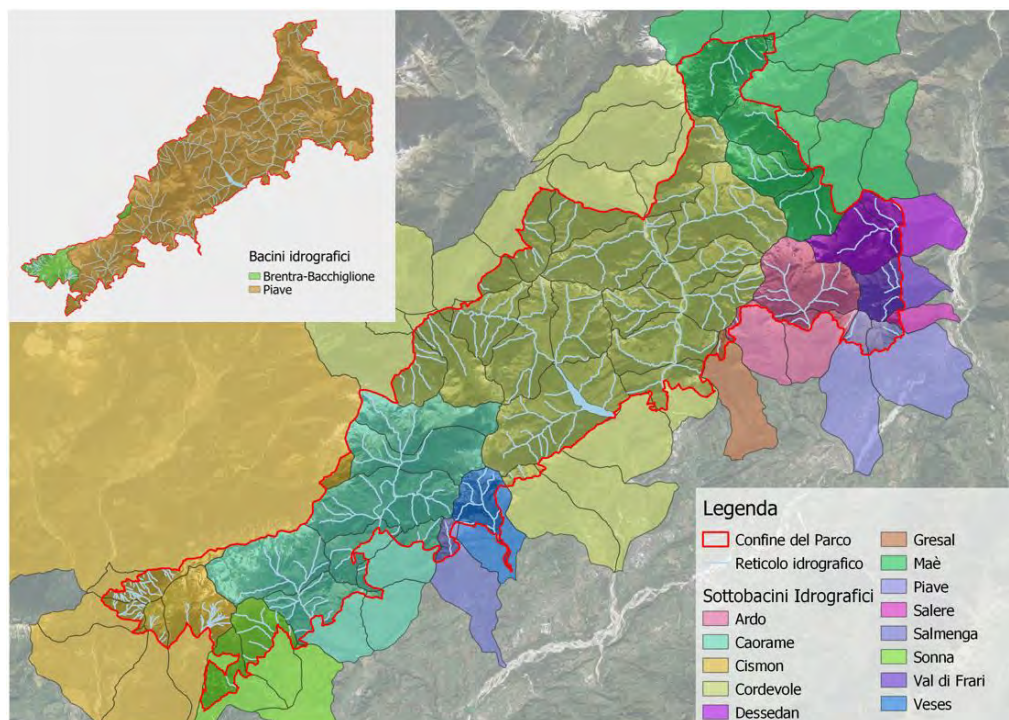 Bacini idrografici
Brentra-Bacchiglione
Piave
Legenda
Confine del Parco
Reticolo idrografico
Sottobacini Idrografici
Ardo
Caorame
Cismon
Cordevole
Dessedan
Gresal
Maè
Piave
Salere
Salmenga
Sonna
Val di Frari
Veses